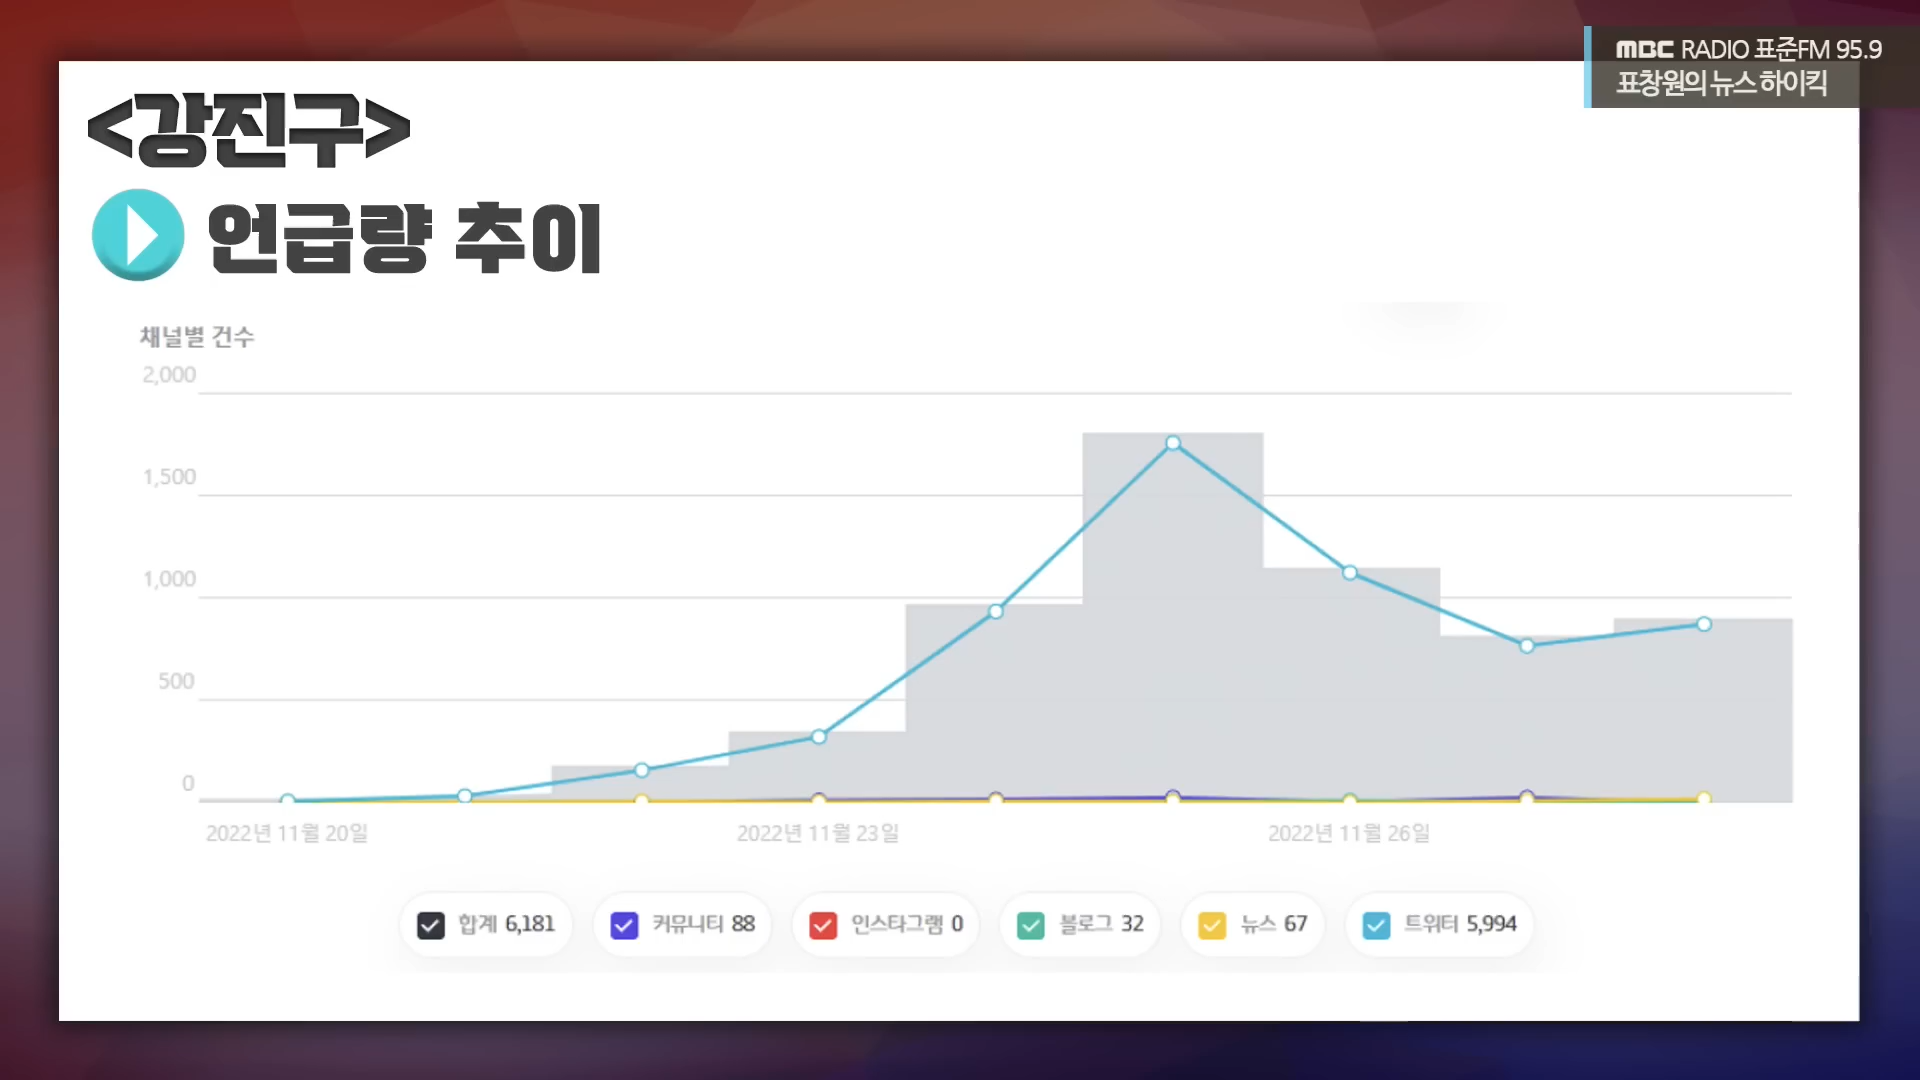 MBC RADIO 표준FM 95.9
표창원의 뉴스 하이킥
<강진구>
언급량 추이
채널별 건수
2,000
1,500
1,000
500
0
2022년 11월 20일 2022년 11월 23일 2022년 11월 26일
합계 6,181 커뮤니티 88 인스타그램 0 블로그 32 뉴스 67 트위터 5,994